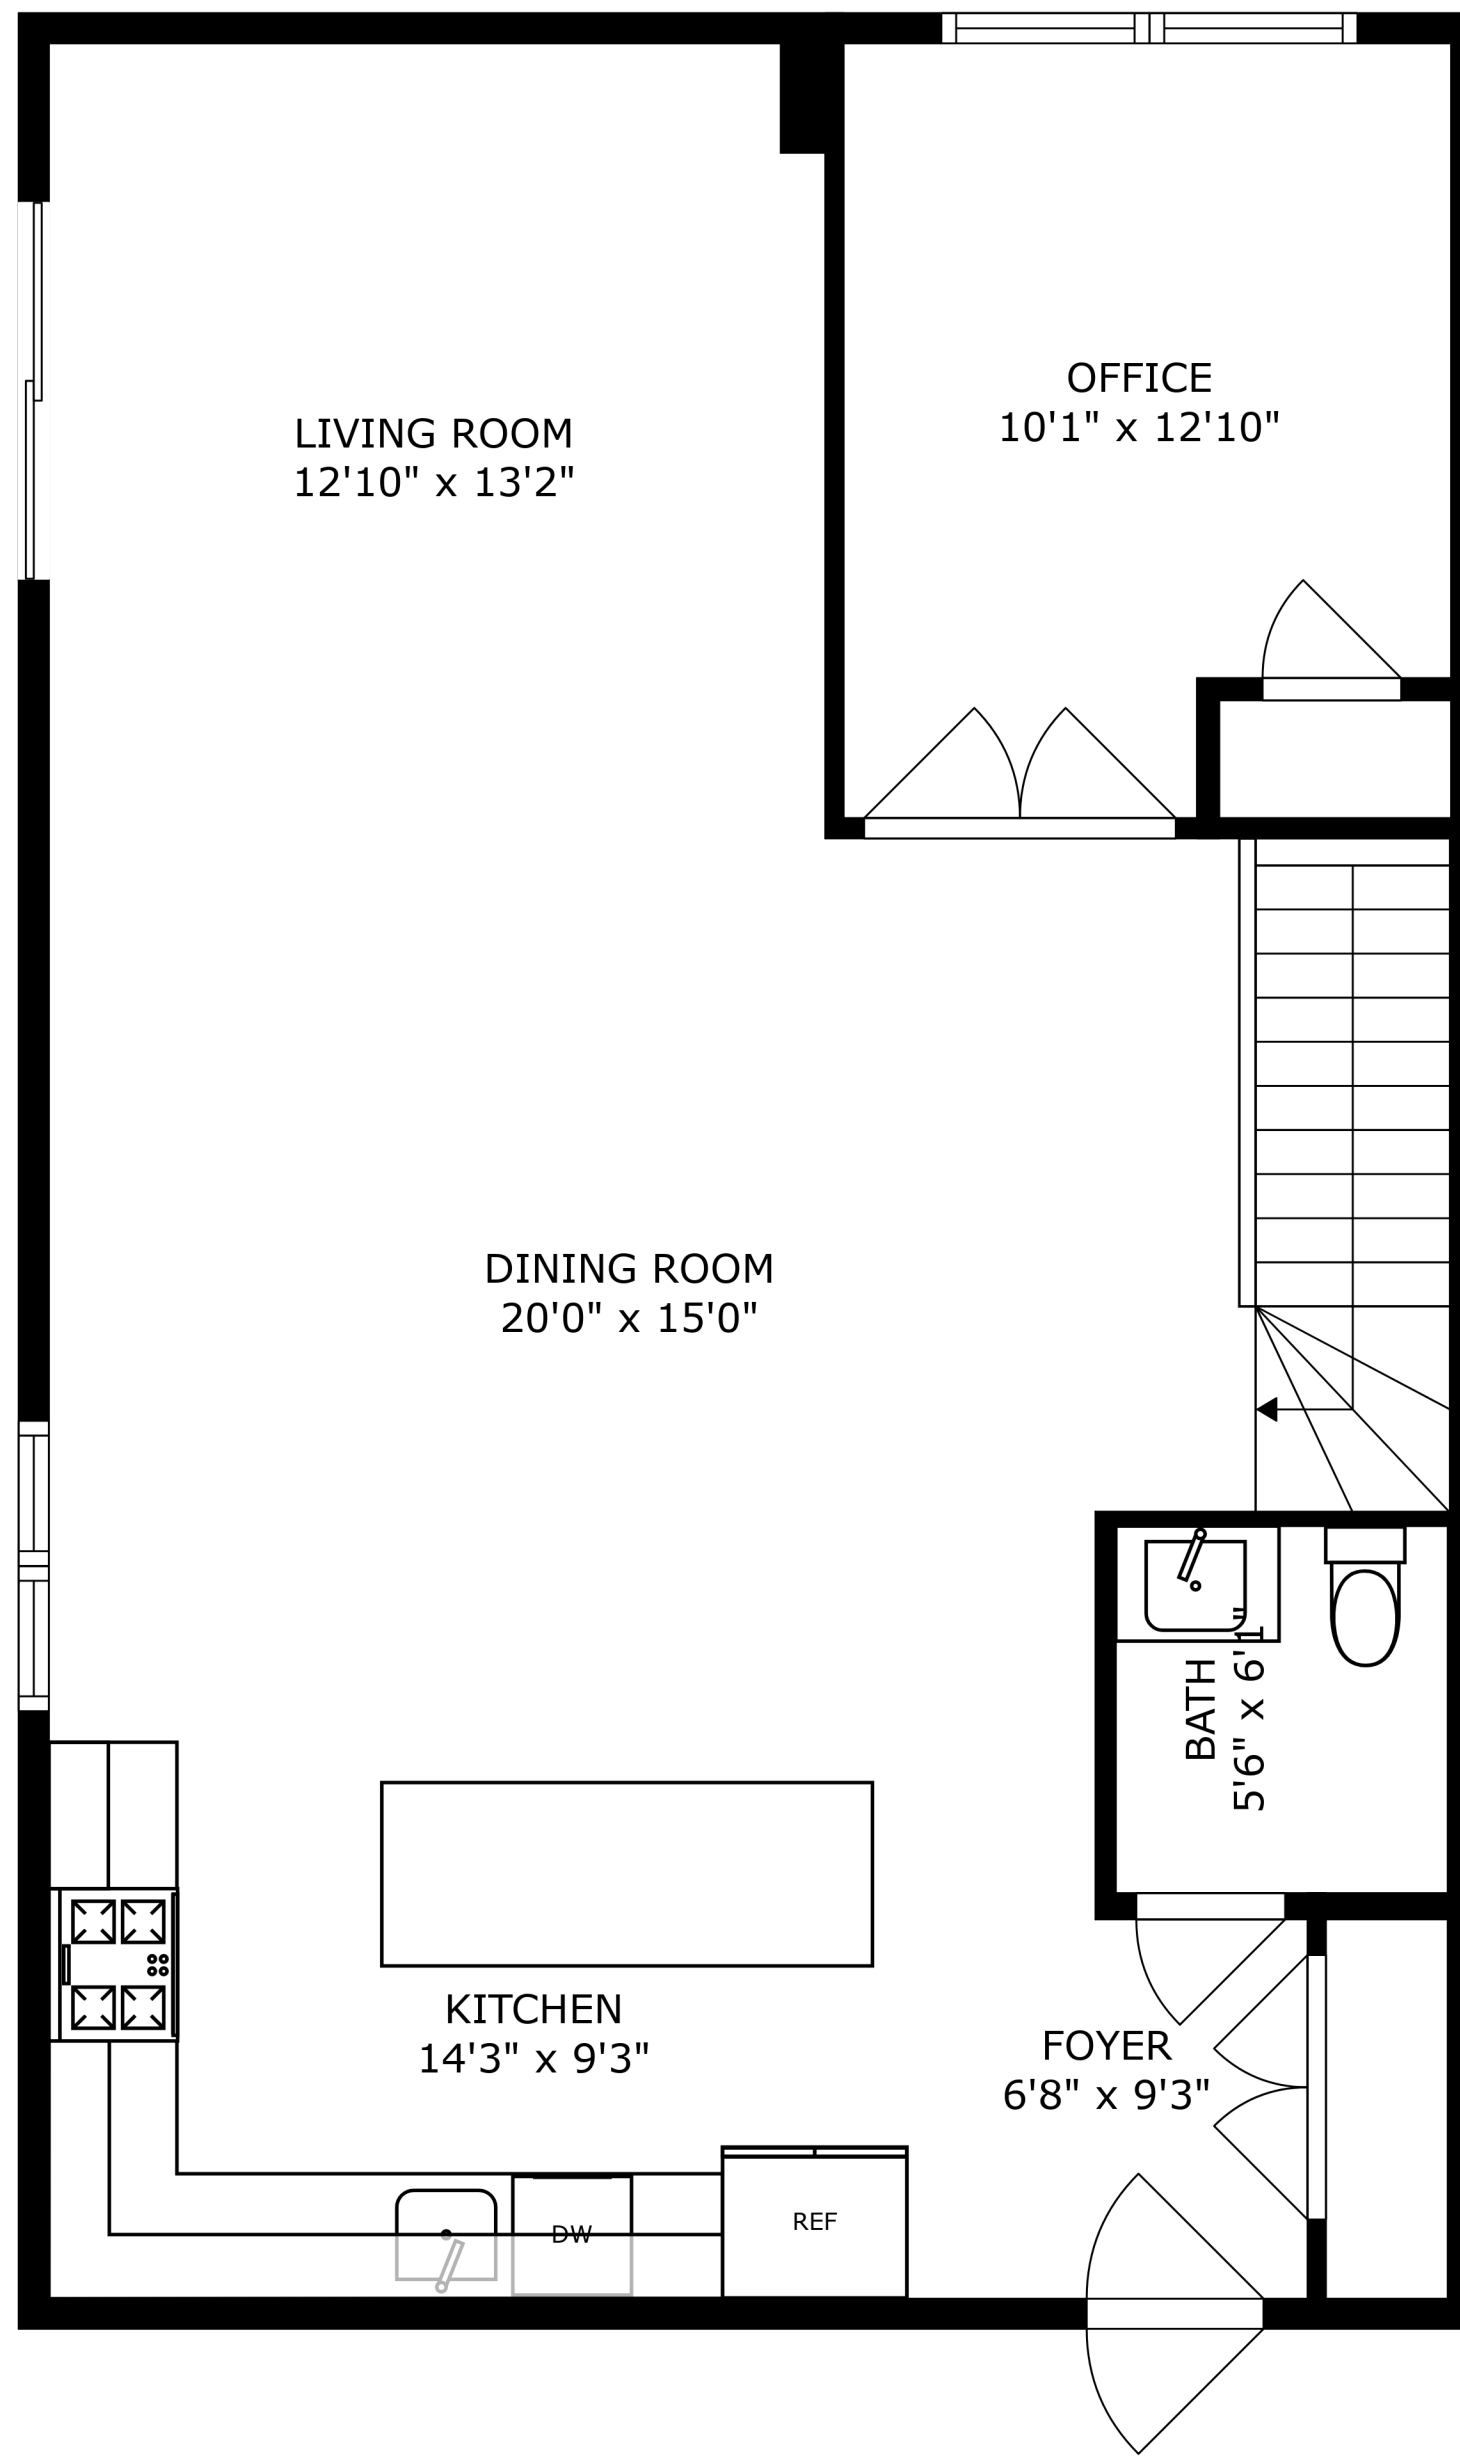 OFFICE
10'1" x 12'10"
LIVING ROOM
12'10" x 13'2"
DINING ROOM
20'0" x 15'0"
BATH
5'6" x 6'1"
KITCHEN
14'3" x 9'3"
FOYER
6'8" x 9'3"
DW
REF